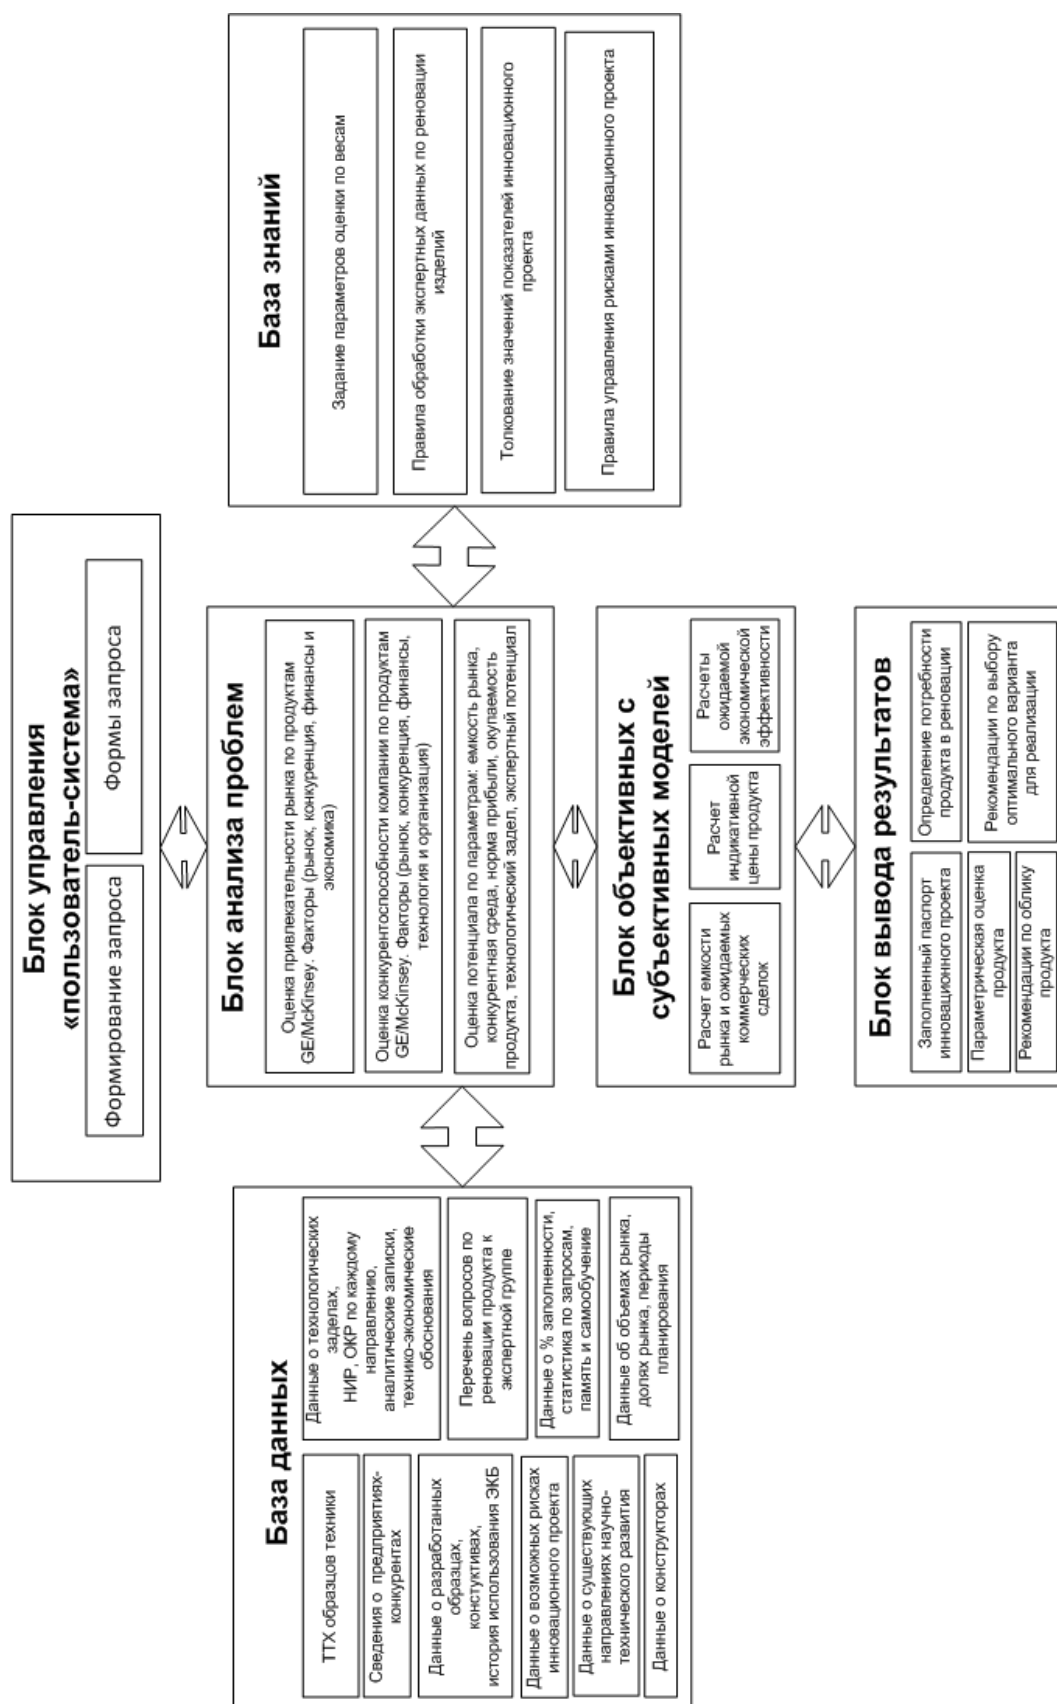 Блок управления
«пользователь-система»
Формирование запроса
Формы запроса
База данных
ТТХ образцов техники
Сведения о предприятиях-
конкурентах
Данные о разработанных
образцах,
констуктивах,
история использования ЭКБ
Данные о возможных рисках
инновационного проекта
Данные о существующих
направлениях научно-
технического развития
Данные о конструкторах
Данные о технологических
заделах,
НИР, ОКР по каждому
направлению,
аналитические записки,
технико-экономические
обоснования
Перечень вопросов по
реновации продукта к
экспертной группе
Данные о % заполненности,
статистика по запросам,
память и самообучение
Данные об объемах рынка,
долях рынка, периоды
планирования
Блок анализа проблем
Оценка привлекательности рынка по продуктам
GE/McKinsey. Факторы (рынок, конкуренция, финансы и
экономика)
Оценка конкурентоспособности компании по продуктам
GE/McKinsey. Факторы (рынок, конкуренция, финансы,
технология и организация)
Оценка потенциала по параметрам: емкость рынка,
конкурентная среда, норма прибыли, окупаемость
продукта, технологический задел, экспертный потенциал
База знаний
Задание параметров оценки по весам
Правила обработки экспертных данных по реновации
изделий
Толкование значений показателей инновационного
проекта
Правила управления рисками инновационного проекта
Блок объективных с
субъективных моделей
Расчет емкости
рынка и ожидаемых
коммерческих
сделок
Расчет
индикативной
цены продукта
Расчеты
ожидаемой
экономической
эффективности
Блок вывода результатов
Заполненный паспорт
инновационного проекта
Параметрическая оценка
продукта
Рекомендации по облику
продукта
Определение потребности
продукта в реновации
Рекомендации по выбору
оптимального варианта
для реализации